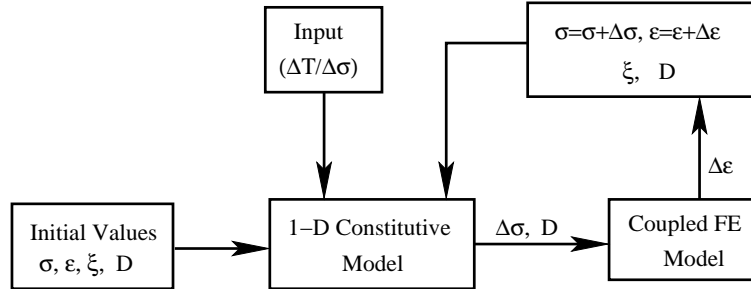 Input
(ΔT/Δσ)
σ=σ+Δσ, ε=ε+Δε
ξ, D
Δε
Initial Values
σ, ε, ξ, D
1−D Constitutive
Model
Δσ, D
Coupled FE
Model